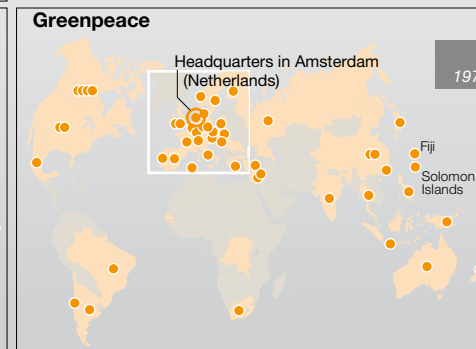 Greenpeace
Headquarters in Amsterdam
(Netherlands)
197
Fiji
Solomon
Islands